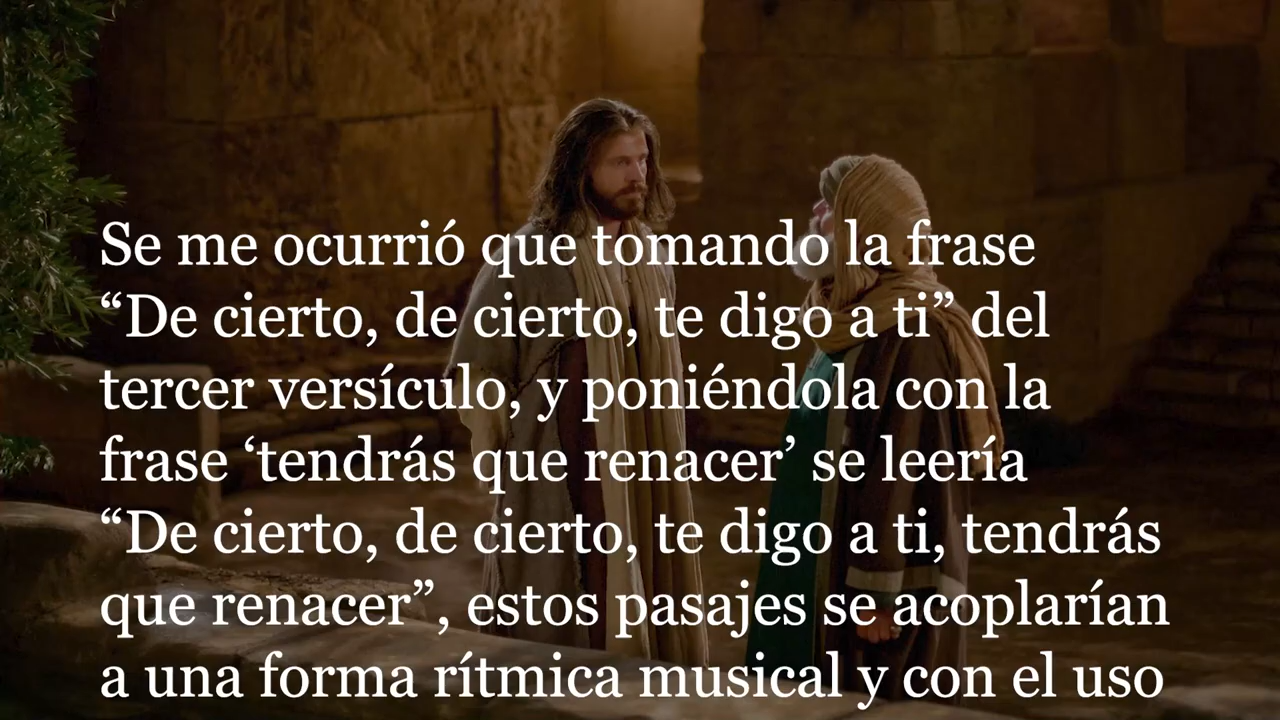 Se me ocurrió que tomando la frase
“De cierto, de cierto, te digo a ti” del
tercer versículo, y poniéndola con la
frase ‘tendrás que renacer’ se leería
“De cierto, de cierto, te digo a ti, tendrás
que renacer”, estos pasajes se acoplarían
a una forma rítmica musical y con el uso